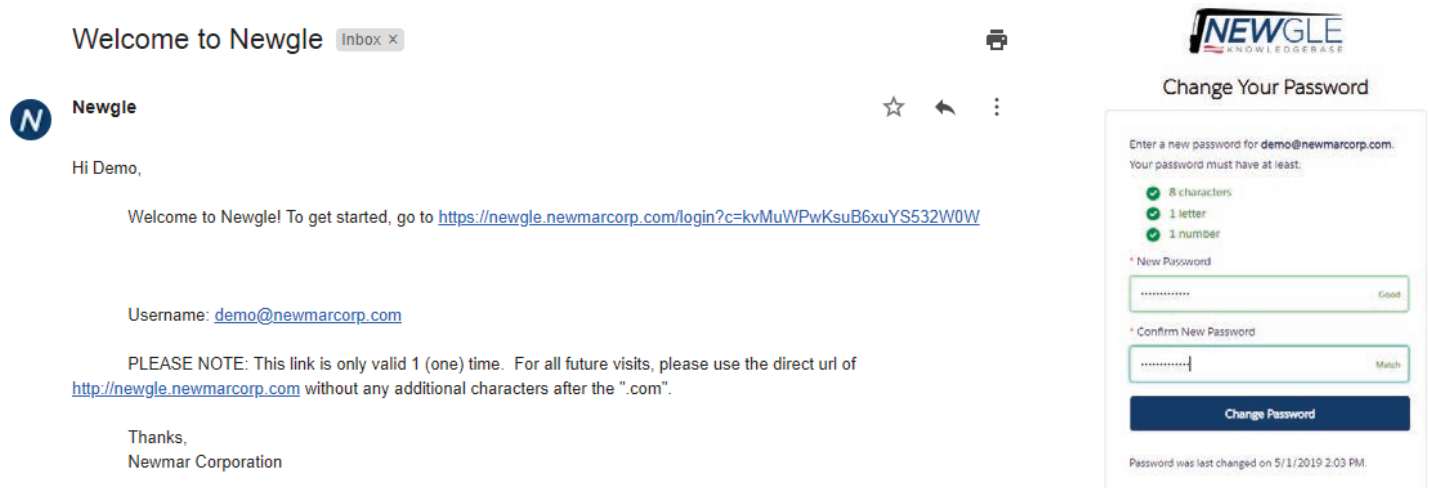 Welcome to Newgle Inbox ×
N
Newgle
Hi Demo,
Welcome to Newgle! To get started, go to https://newgle.newmarcorp.com/login?c=kvMuWPwKsuB6xuYS532W0W
Username: demo@newmarcorp.com
PLEASE NOTE: This link is only valid 1 (one) time.  For all future visits, please use the direct url of
http://newgle.newmarcorp.com without any additional characters after the ".com".
Thanks,
Newmar Corporation
NEWGLE
KNOWLEDGEBASE
Change Your Password
Enter a new password for demo@newmarcorp.com.
Your password must have at least:
8 characters
1 letter
1 number
* New Password
............. Good
* Confirm New Password
............. Match
Change Password
Password was last changed on 5/1/2019 2:03 PM.